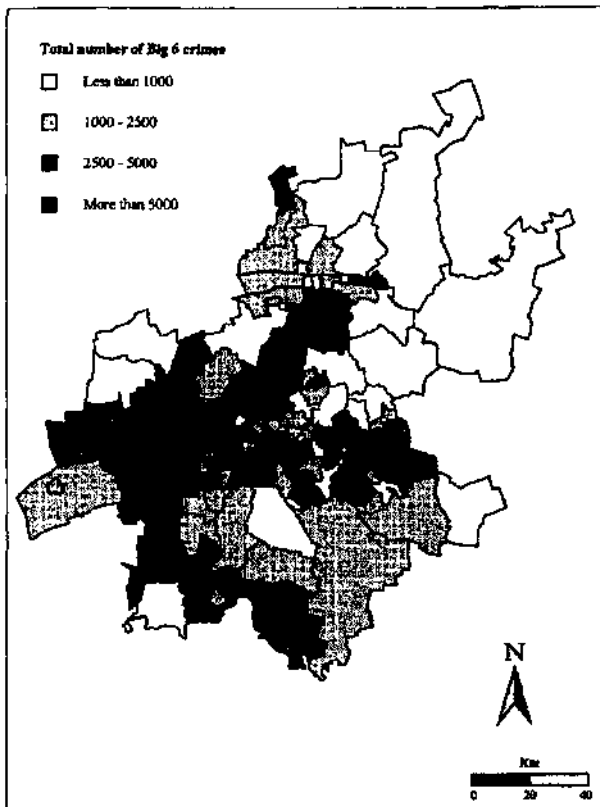 Total number of Big 6 crimes
Less than 1000
1000 - 2500
2500 - 5000
More than 5000
N
Km
0 20 40